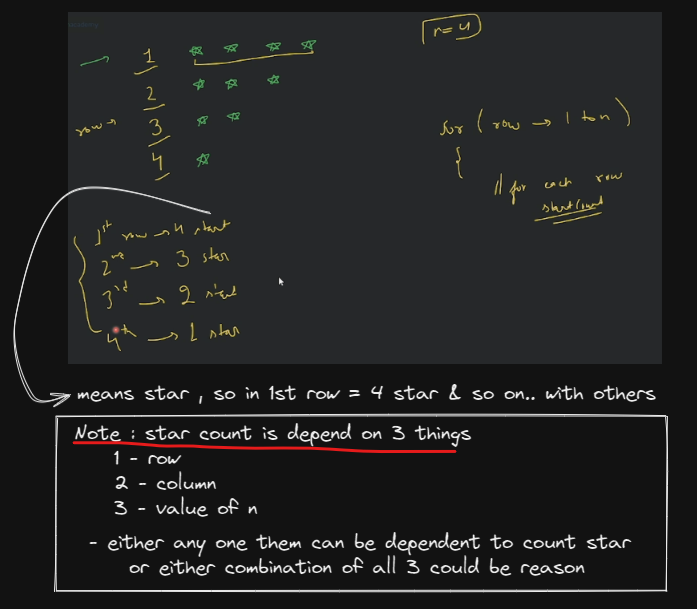 r=4
1
2
row → 3
4
for ( row → 1 to n )
{
// for each row
start/count
1st row → 4 start
2nd → 3 star
3rd → 2 start
4th → 1 star
means star , so in 1st row = 4 star & so on.. with others
Note : star count is depend on 3 things
1 - row
2 - column
3 - value of n
- either any one them can be dependent to count star
or either combination of all 3 could be reason